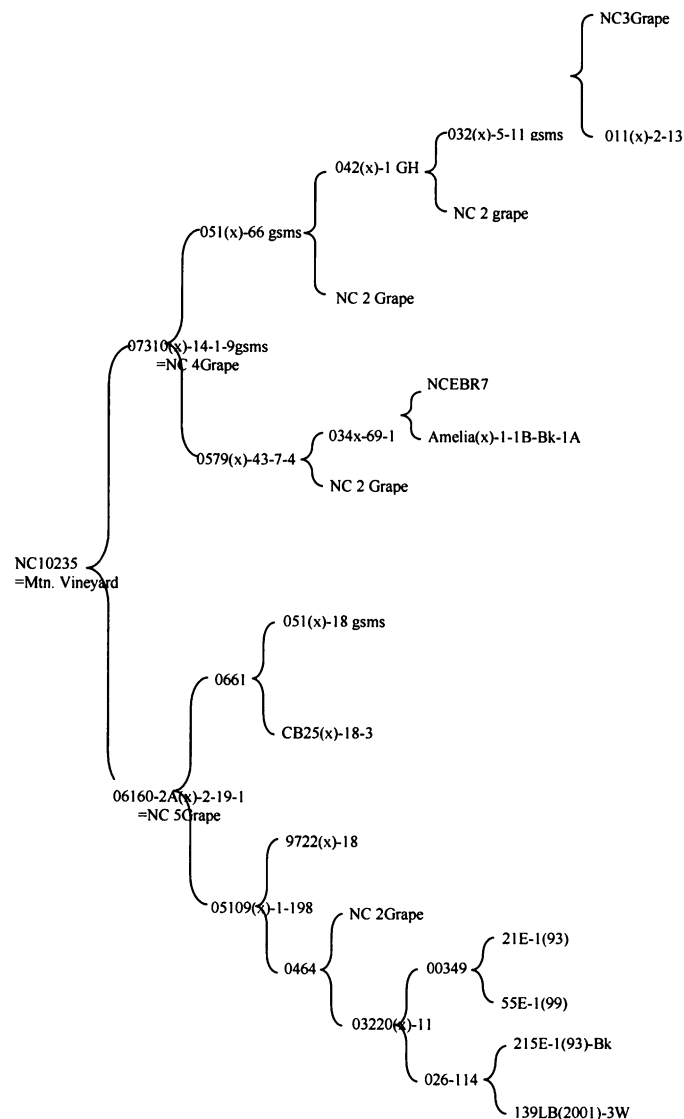 NC3Grape
032(x)-5-11 gsms
011(x)-2-13
042(x)-1 GH
NC 2 grape
051(x)-66 gsms
NC 2 Grape
07310(x)-14-1-9gsms
=NC 4Grape
NCEBR7
034x-69-1
Amelia(x)-1-1B-Bk-1A
0579(x)-43-7-4
NC 2 Grape
NC10235
=Mtn. Vineyard
051(x)-18 gsms
0661
CB25(x)-18-3
06160-2A(x)-2-19-1
=NC 5Grape
9722(x)-18
05109(x)-1-198
NC 2Grape
21E-1(93)
0464
00349
55E-1(99)
03220(x)-11
215E-1(93)-Bk
026-114
139LB(2001)-3W